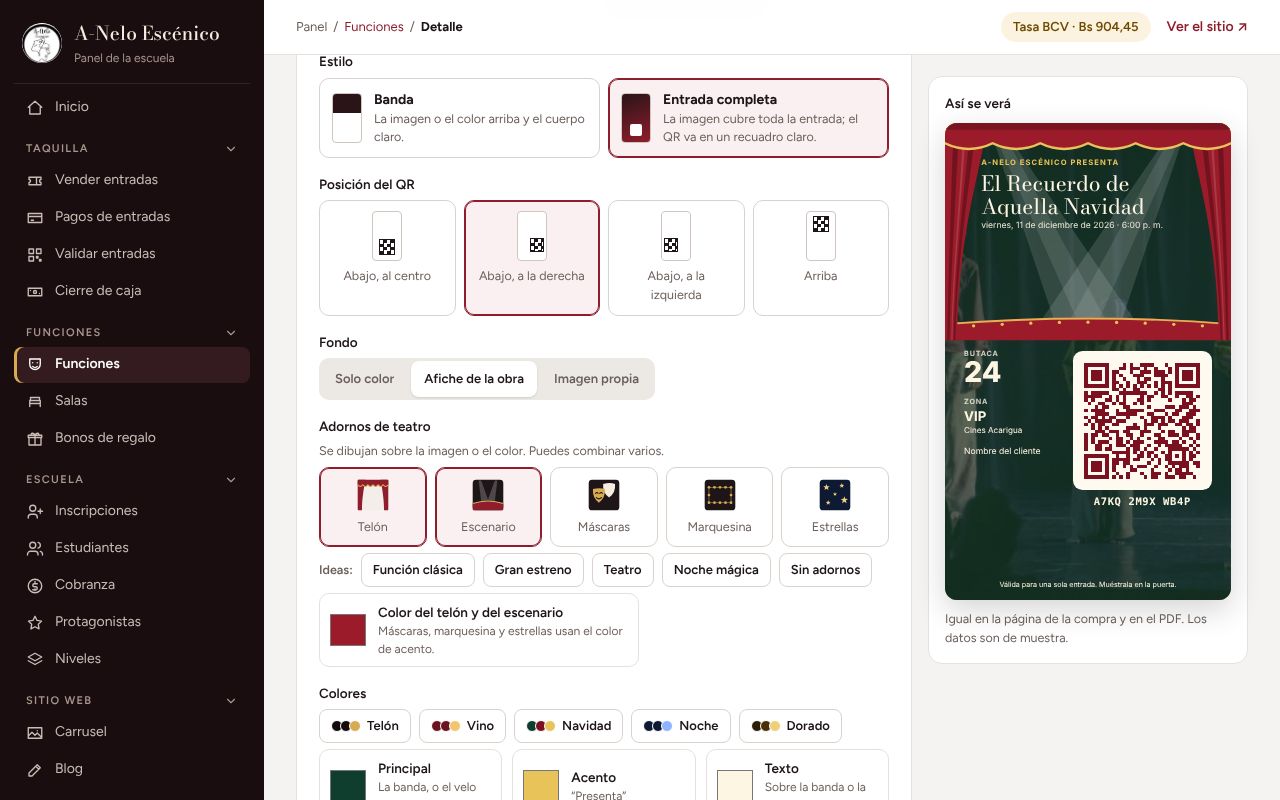 A-Nelo Escénico
Panel de la escuela
Inicio
TAQUILLA
Vender entradas
Pagos de entradas
Validar entradas
Cierre de caja
FUNCIONES
Funciones
Salas
Bonos de regalo
ESCUELA
Inscripciones
Estudiantes
Cobranza
Protagonistas
Niveles
SITIO WEB
Carrusel
Blog
Panel / Funciones / Detalle
Tasa BCV · Bs 904,45
Ver el sitio
Estilo
Banda
La imagen o el color arriba y el cuerpo
claro.
Entrada completa
La imagen cubre toda la entrada; el
QR va en un recuadro claro.
Posición del QR
Abajo, al centro
Abajo, a la derecha
Abajo, a la
izquierda
Arriba
Fondo
Solo color
Afiche de la obra
Imagen propia
Adornos de teatro
Se dibujan sobre la imagen o el color. Puedes combinar varios.
Telón
Escenario
Máscaras
Marquesina
Estrellas
Ideas:
Función clásica
Gran estreno
Teatro
Noche mágica
Sin adornos
Color del telón y del escenario
Máscaras, marquesina y estrellas usan el color
de acento.
Colores
Telón
Vino
Navidad
Noche
Dorado
Principal
La banda, o el velo
Acento
“Presenta”
Texto
Sobre la banda o la
Así se verá
A-NELO ESCÉNICO PRESENTA
El Recuerdo de
Aquella Navidad
viernes, 11 de diciembre de 2026 · 6:00 p. m.
BUTACA
24
ZONA
VIP
Cines Acarigua
Nombre del cliente
A7KQ 2M9X WB4P
Válida para una sola entrada. Muéstrala en la puerta.
Igual en la página de la compra y en el PDF. Los
datos son de muestra.